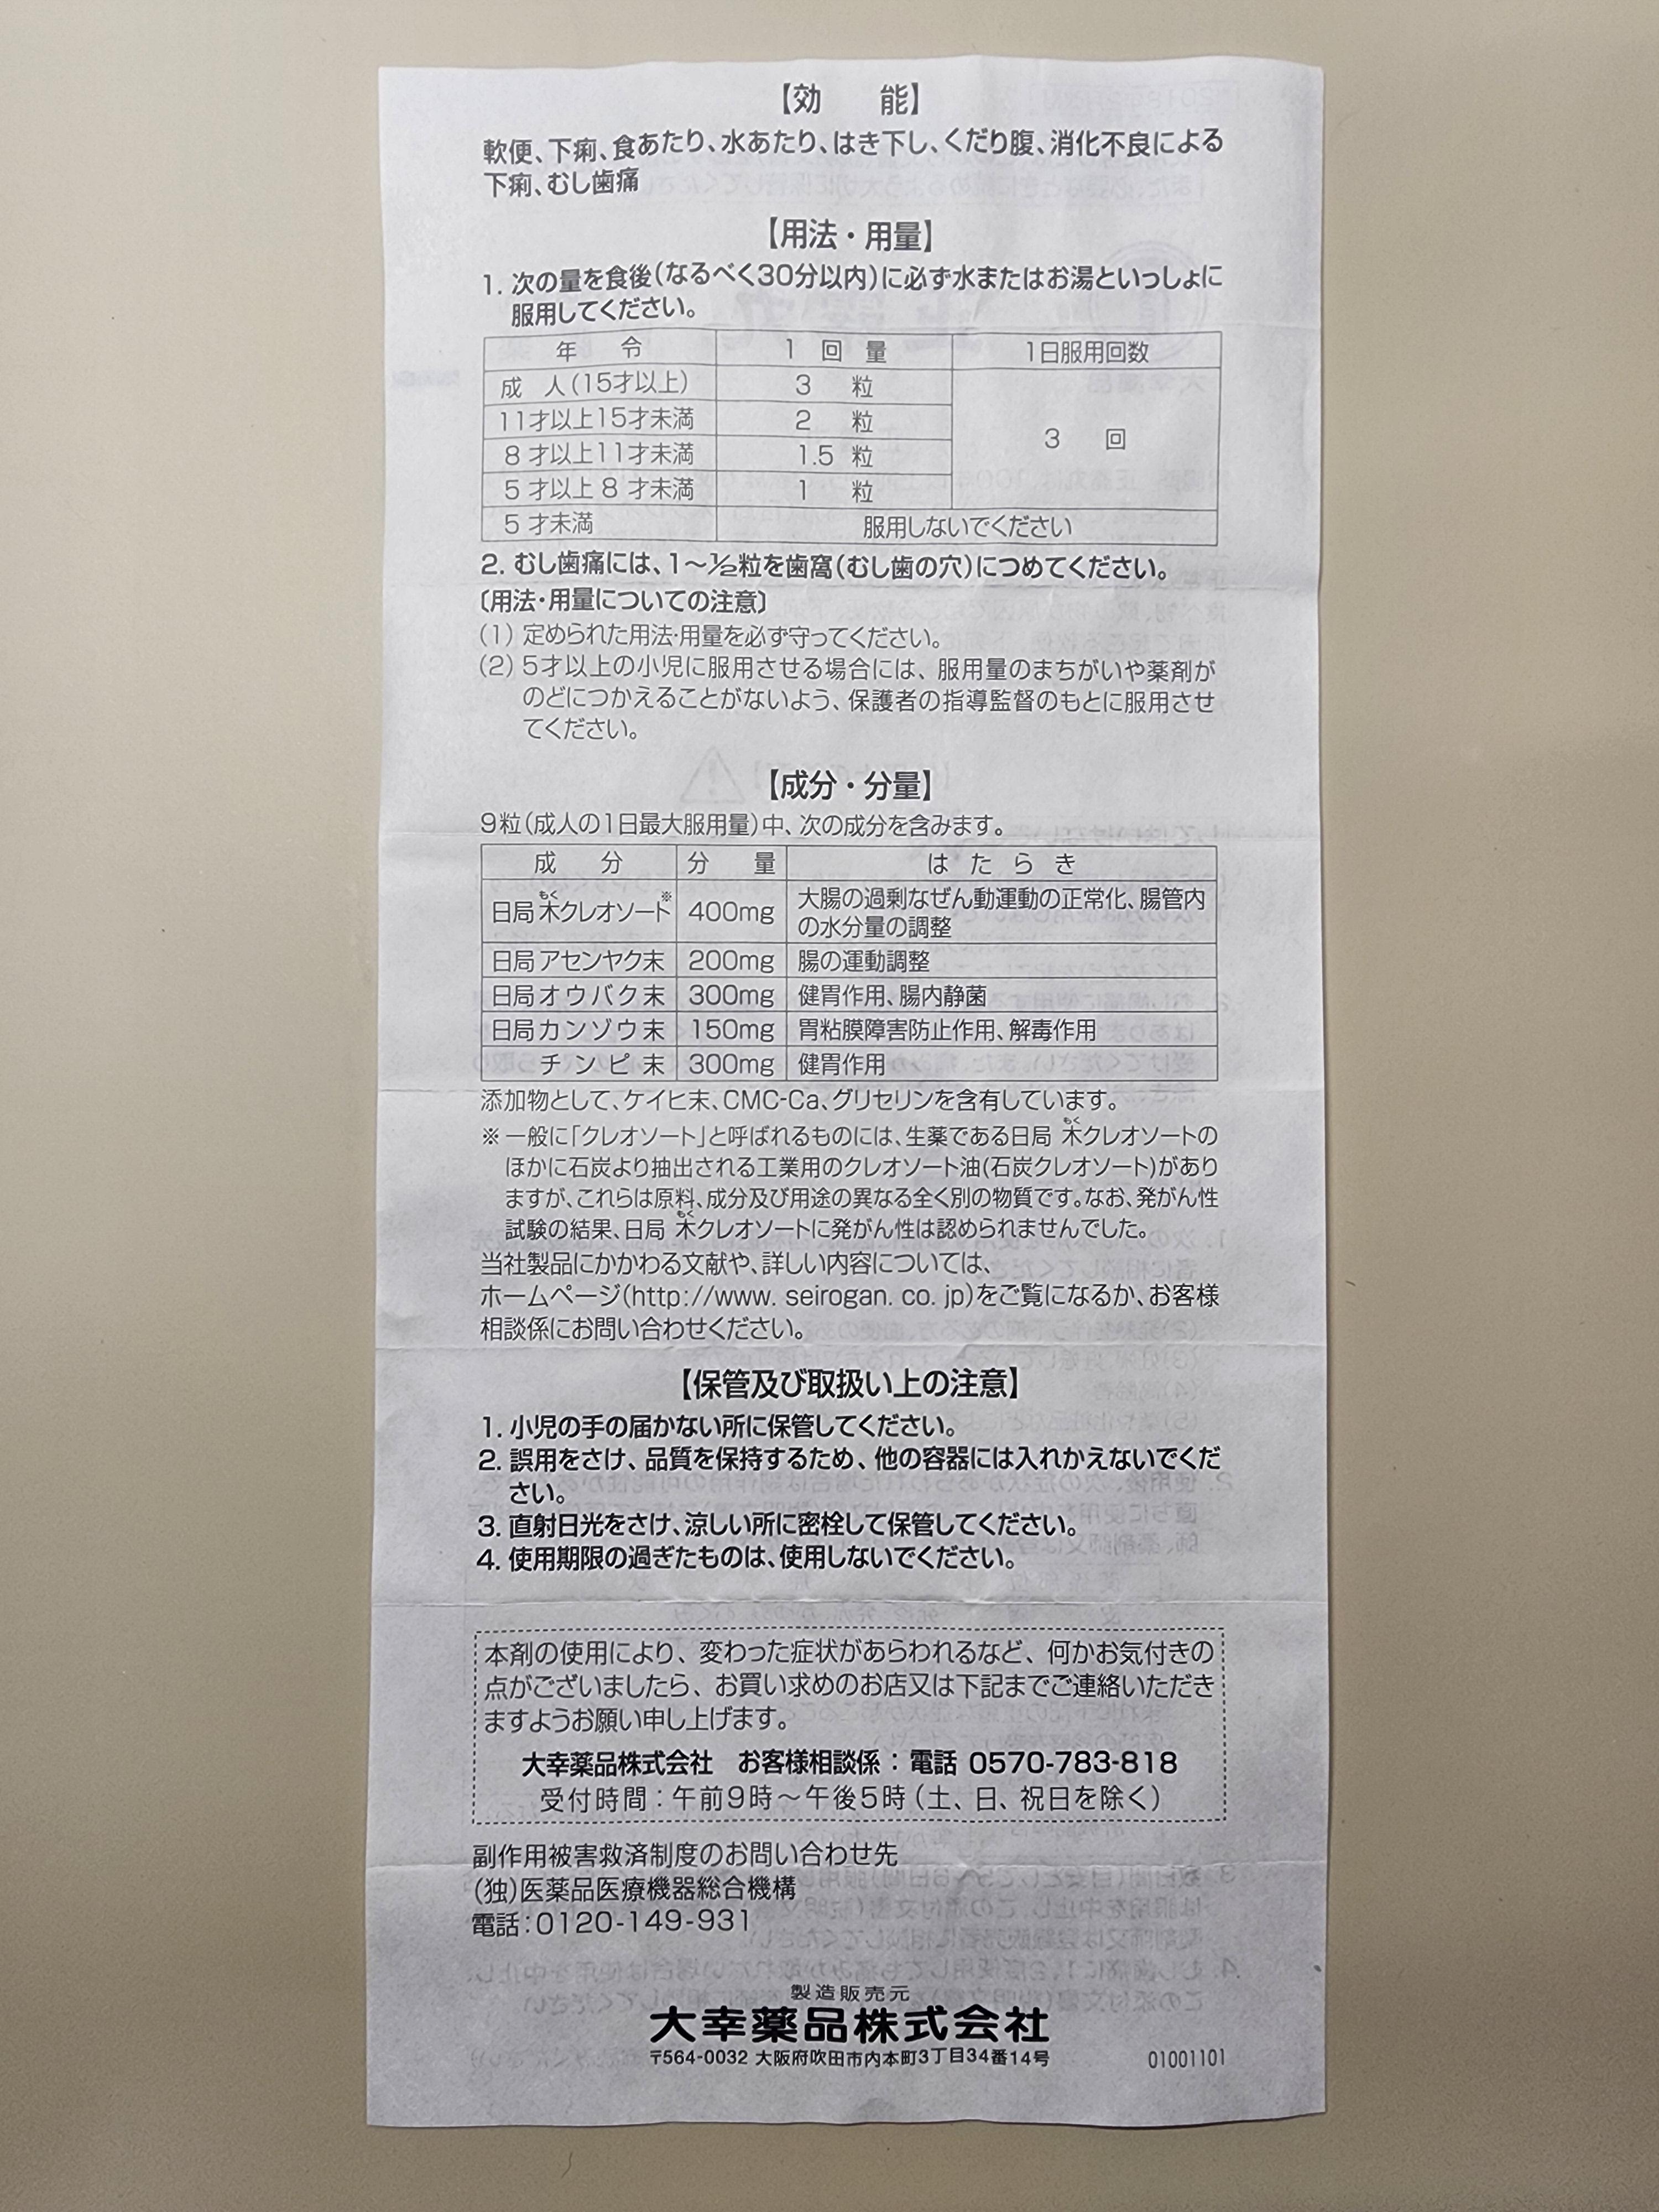 【効　能】
軟便、下痢、食あたり、水あたり、はき下し、くだり腹、消化不良による
下痢、むし歯痛
【用法・用量】
1. 次の量を食後(なるべく30分以内)に必ず水またはお湯といっしょに
服用してください。
年　令　1 回 量　1日服用回数
成　人(15才以上)　3　粒
11才以上15才未満　2　粒
3　回
8 才以上11才未満　1.5 粒
5 才以上 8 才未満　1　粒
5 才未満　服用しないでください
2. むし歯痛には、1～½粒を歯窩(むし歯の穴)につめてください。
〔用法・用量についての注意〕
(1) 定められた用法・用量を必ず守ってください。
(2) 5才以上の小児に服用させる場合には、服用量のまちがいや薬剤が
のどにつかえることがないよう、保護者の指導監督のもとに服用させ
てください。
【成分・分量】
9粒(成人の1日最大服用量)中、次の成分を含みます。
成　分　分　量　は た ら き
もく
日局 木クレオソート※　400mg　大腸の過剰なぜん動運動の正常化、腸管内
の水分量の調整
日局 アセンヤク末　200mg　腸の運動調整
日局 オウバク末　300mg　健胃作用、腸内静菌
日局 カンゾウ末　150mg　胃粘膜障害防止作用、解毒作用
チンピ末　300mg　健胃作用
添加物として、ケイヒ末、CMC-Ca、グリセリンを含有しています。
もく
※ 一般に「クレオソート」と呼ばれるものには、生薬である日局 木クレオソートの
ほかに石炭より抽出される工業用のクレオソート油(石炭クレオソート)があり
ますが、これらは原料、成分及び用途の異なる全く別の物質です。なお、発がん性
もく
試験の結果、日局 木クレオソートに発がん性は認められませんでした。
当社製品にかかわる文献や、詳しい内容については、
ホームページ(http://www. seirogan. co. jp)をご覧になるか、お客様
相談係にお問い合わせください。
【保管及び取扱い上の注意】
1. 小児の手の届かない所に保管してください。
2. 誤用をさけ、品質を保持するため、他の容器には入れかえないでくだ
さい。
3. 直射日光をさけ、涼しい所に密栓して保管してください。
4. 使用期限の過ぎたものは、使用しないでください。
本剤の使用により、変わった症状があらわれるなど、何かお気付きの
点がございましたら、お買い求めのお店又は下記までご連絡いただき
ますようお願い申し上げます。
大幸薬品株式会社　お客様相談係：電話 0570-783-818
受付時間：午前9時～午後5時(土、日、祝日を除く)
副作用被害救済制度のお問い合わせ先
(独)医薬品医療機器総合機構
電話：0120-149-931
製造販売元
大幸薬品株式会社
〒564-0032 大阪府吹田市内本町3丁目34番14号
01001101